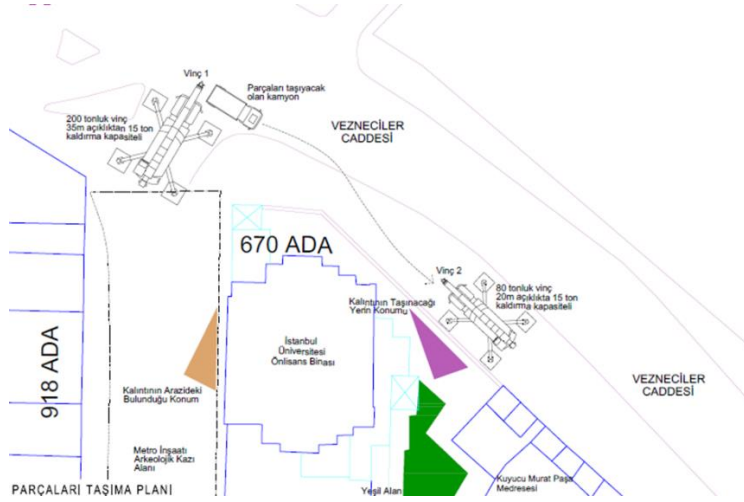 Vinç 1
Parçaları taşıyacak
olan kamyon
200 tonluk vinç
35m açıklıktan 15 ton
kaldırma kapasiteli
VEZNECİLER
CADDESİ
670 ADA
Vinç 2
80 tonluk vinç
20m açıklıkta 15 ton
kaldırma kapasiteli
Kalıntının Taşınacağı
Yerin Konumu
İstanbul
Üniversitesi
Önlisans Binası
918 ADA
Kalıntının Arazideki
Bulunduğu Konum
VEZNECİLER
CADDESİ
Metro İnşaatı
Arkeolojik Kazı
Alanı
Kuyucu Murat Paşa
Medresesi
Yeşil Alan
PARÇALARI TAŞIMA PLANI